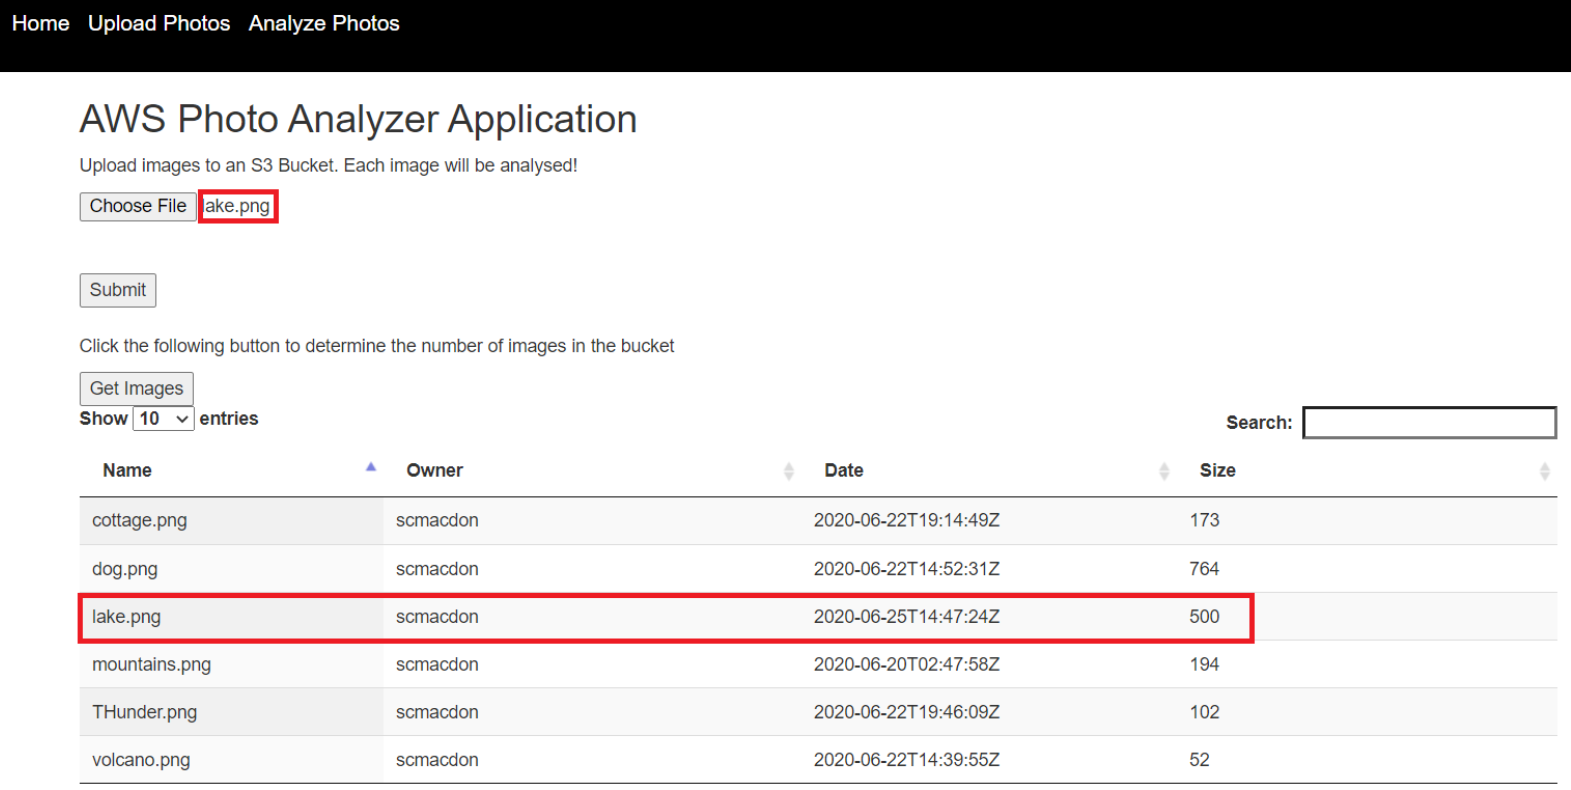 Home Upload Photos Analyze Photos
AWS Photo Analyzer Application
Upload images to an S3 Bucket. Each image will be analysed!
Choose File lake.png
Submit
Click the following button to determine the number of images in the bucket
Get Images
Show 10 entries
Search:
Name Owner Date Size
cottage.png scmacdon 2020-06-22T19:14:49Z 173
dog.png scmacdon 2020-06-22T14:52:31Z 764
lake.png scmacdon 2020-06-25T14:47:24Z 500
mountains.png scmacdon 2020-06-20T02:47:58Z 194
THunder.png scmacdon 2020-06-22T19:46:09Z 102
volcano.png scmacdon 2020-06-22T14:39:55Z 52